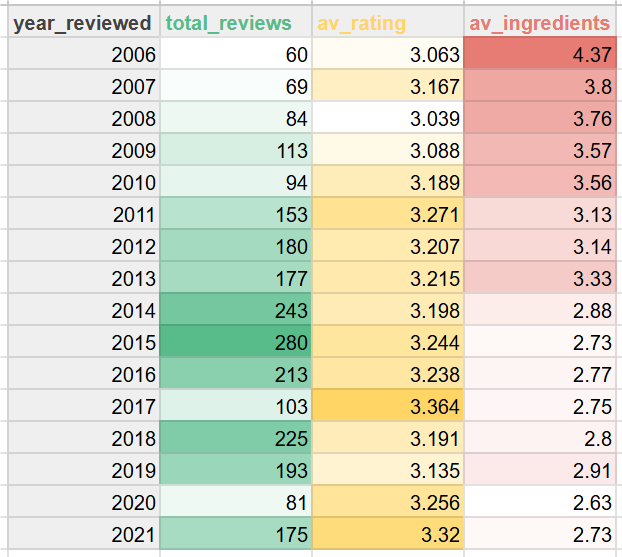 year_reviewed total_reviews av_rating av_ingredients
2006 60 3.063 4.37
2007 69 3.167 3.8
2008 84 3.039 3.76
2009 113 3.088 3.57
2010 94 3.189 3.56
2011 153 3.271 3.13
2012 180 3.207 3.14
2013 177 3.215 3.33
2014 243 3.198 2.88
2015 280 3.244 2.73
2016 213 3.238 2.77
2017 103 3.364 2.75
2018 225 3.191 2.8
2019 193 3.135 2.91
2020 81 3.256 2.63
2021 175 3.32 2.73